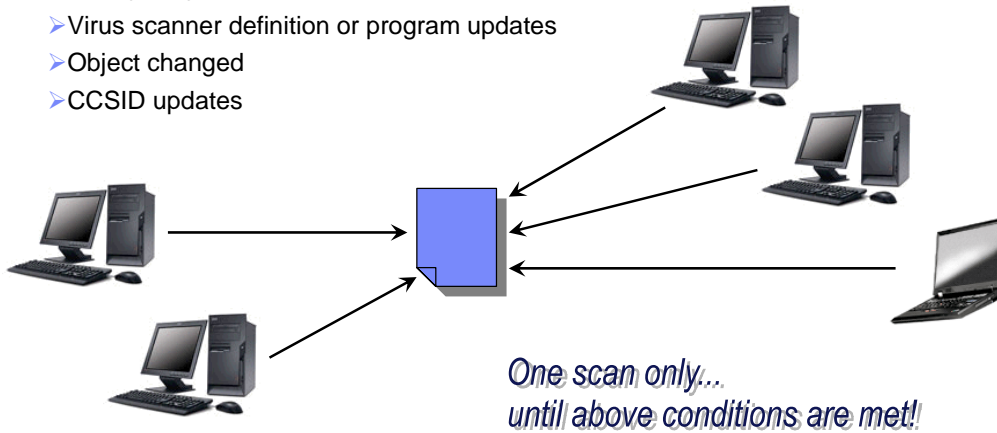 ➢Virus scanner definition or program updates
➢Object changed
➢CCSID updates
One scan only...
until above conditions are met!